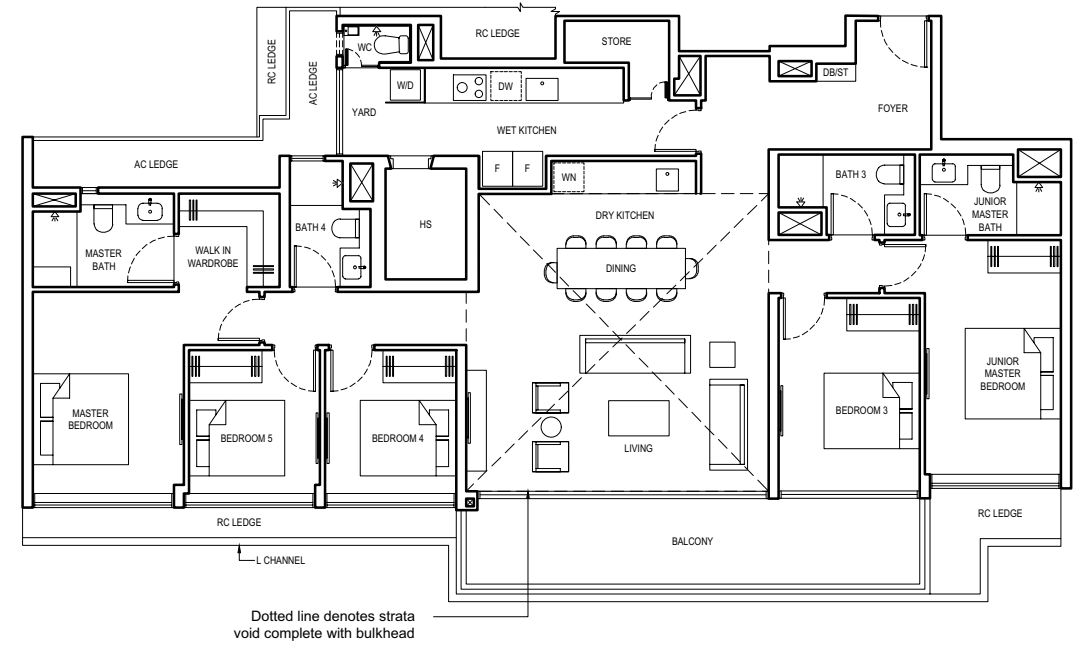 RC LEDGE
STORE
WC
RC LEDGE
AC LEDGE
W/D
DW
DB/ST
YARD
FOYER
WET KITCHEN
AC LEDGE
F
F
WN
BATH 3
JUNIOR
MASTER
BATH
HS
BATH 4
DRY KITCHEN
MASTER
BATH
WALK IN
WARDROBE
DINING
JUNIOR
MASTER
BEDROOM
MASTER
BEDROOM
BEDROOM 5
BEDROOM 4
LIVING
BEDROOM 3
RC LEDGE
RC LEDGE
BALCONY
L CHANNEL
Dotted line denotes strata
void complete with bulkhead